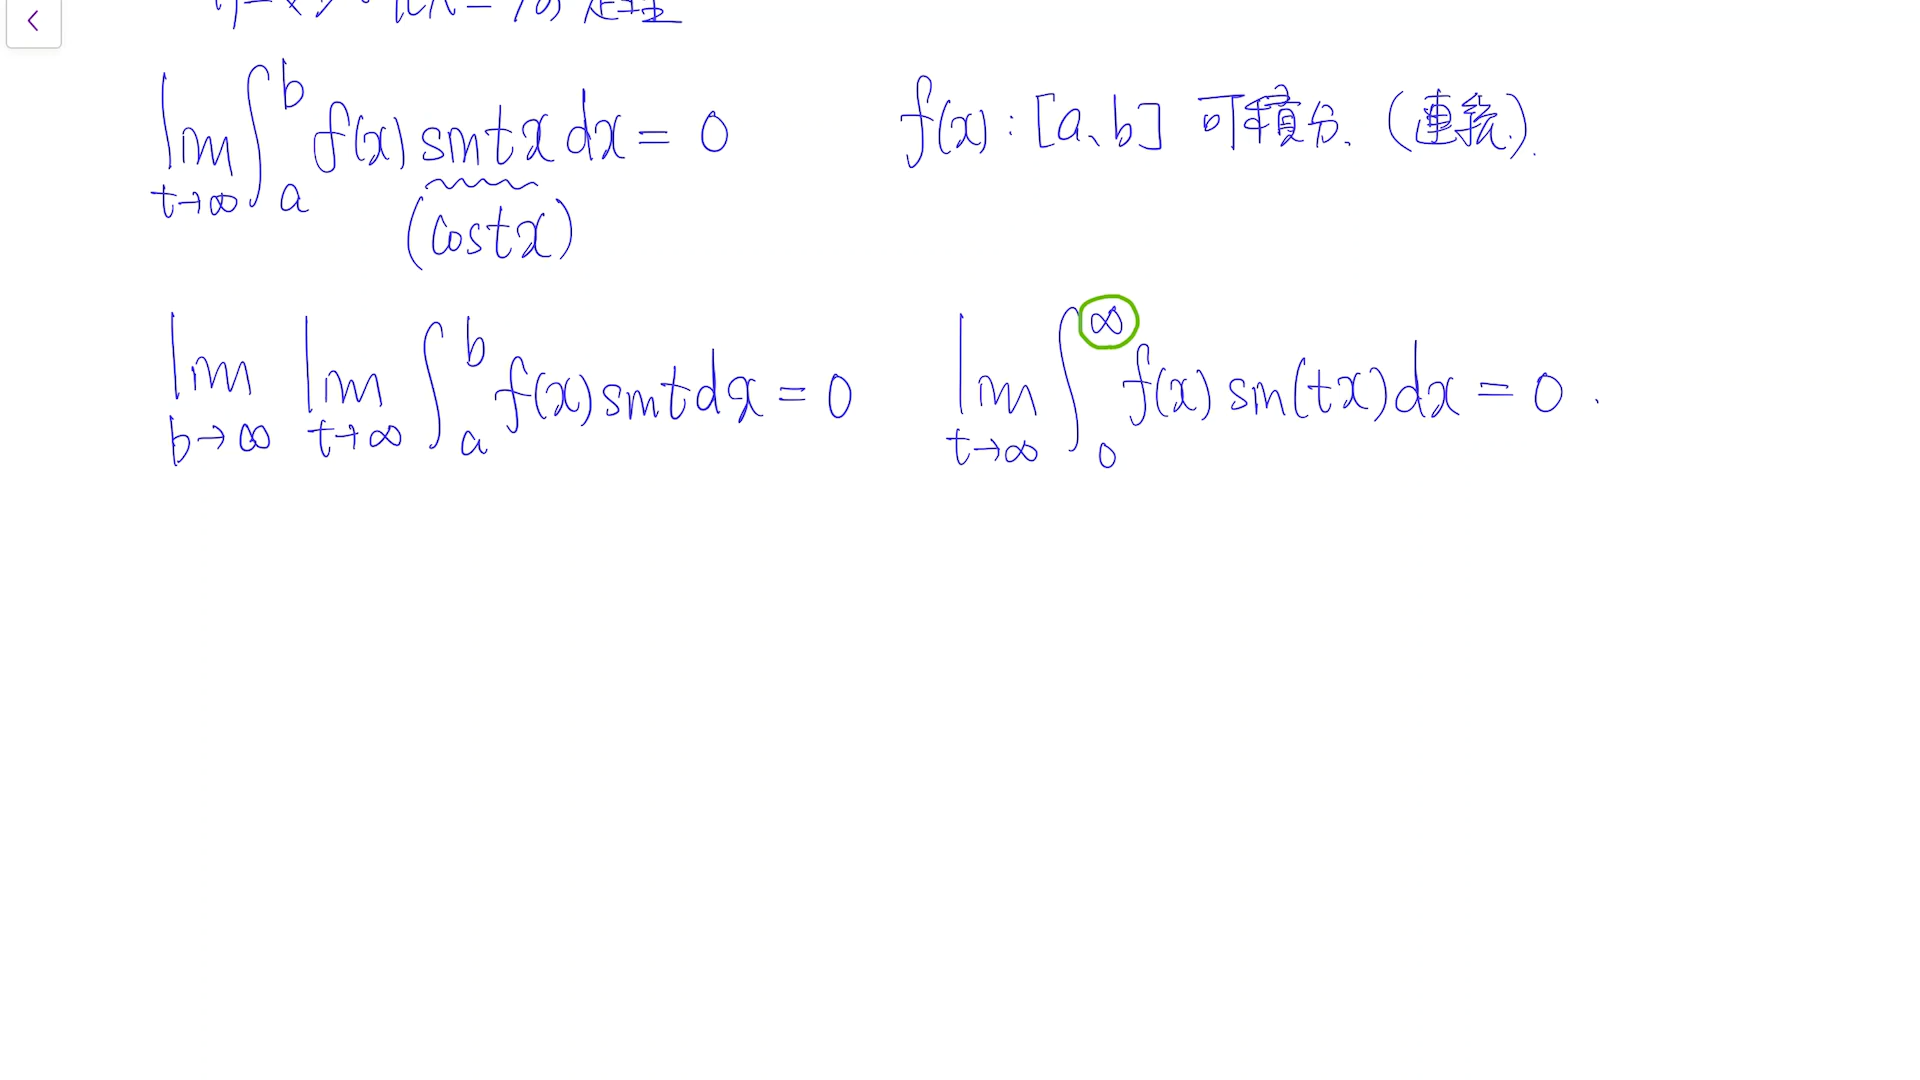 lim_{t→∞} ∫_a^b f(x) sin tx dx = 0 f(x) : [a、b] 可積分. (連続).
(cos tx)
lim_{b→∞} lim_{t→∞} ∫_a^b f(x) sin t dx = 0 lim_{t→∞} ∫_0^∞ f(x) sin(tx) dx = 0 .